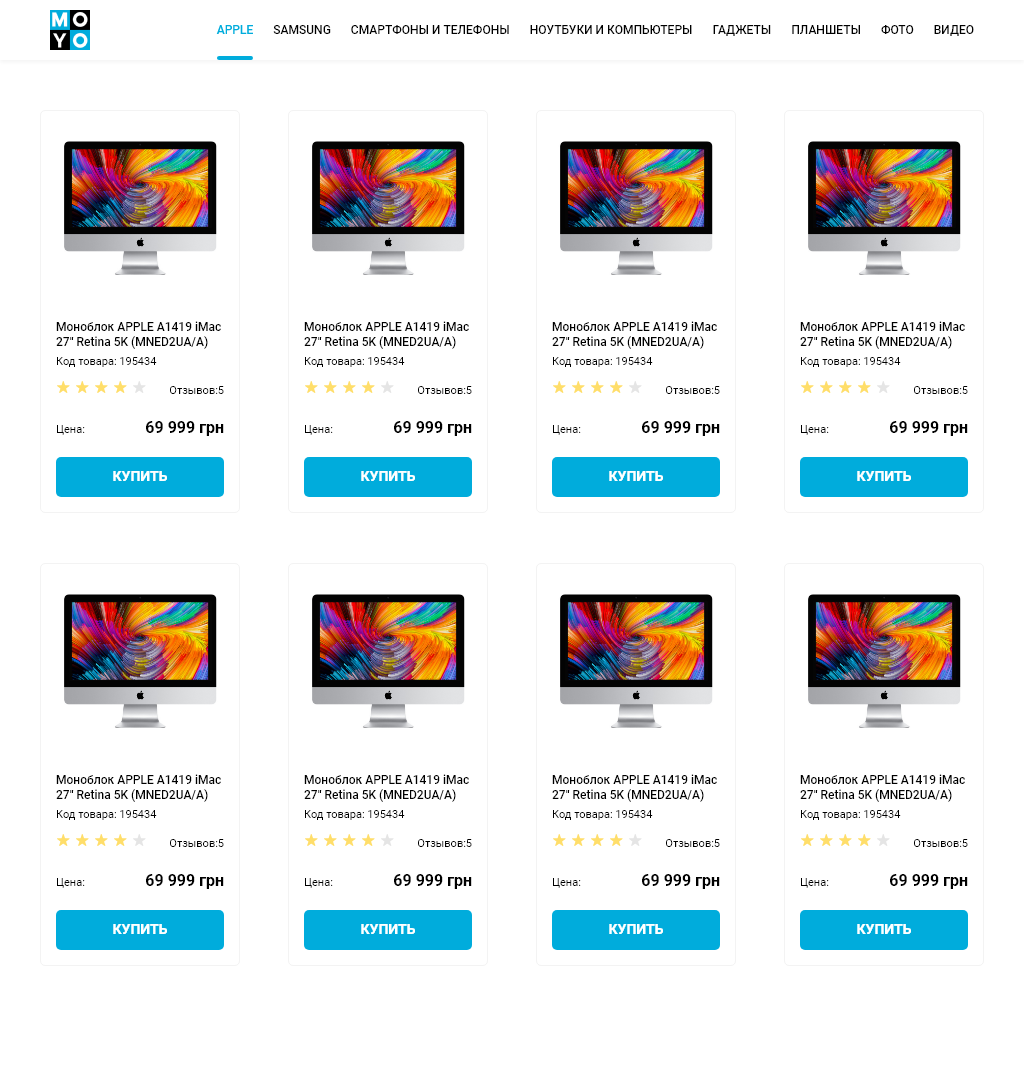 MO
YO
APPLE SAMSUNG СМАРТФОНЫ И ТЕЛЕФОНЫ НОУТБУКИ И КОМПЬЮТЕРЫ ГАДЖЕТЫ ПЛАНШЕТЫ ФОТО ВИДЕО
Моноблок APPLE A1419 iMac
27" Retina 5K (MNED2UA/A)
Код товара: 195434
Отзывов:5
Цена: 69 999 грн
КУПИТЬ
Моноблок APPLE A1419 iMac
27" Retina 5K (MNED2UA/A)
Код товара: 195434
Отзывов:5
Цена: 69 999 грн
КУПИТЬ
Моноблок APPLE A1419 iMac
27" Retina 5K (MNED2UA/A)
Код товара: 195434
Отзывов:5
Цена: 69 999 грн
КУПИТЬ
Моноблок APPLE A1419 iMac
27" Retina 5K (MNED2UA/A)
Код товара: 195434
Отзывов:5
Цена: 69 999 грн
КУПИТЬ
Моноблок APPLE A1419 iMac
27" Retina 5K (MNED2UA/A)
Код товара: 195434
Отзывов:5
Цена: 69 999 грн
КУПИТЬ
Моноблок APPLE A1419 iMac
27" Retina 5K (MNED2UA/A)
Код товара: 195434
Отзывов:5
Цена: 69 999 грн
КУПИТЬ
Моноблок APPLE A1419 iMac
27" Retina 5K (MNED2UA/A)
Код товара: 195434
Отзывов:5
Цена: 69 999 грн
КУПИТЬ
Моноблок APPLE A1419 iMac
27" Retina 5K (MNED2UA/A)
Код товара: 195434
Отзывов:5
Цена: 69 999 грн
КУПИТЬ